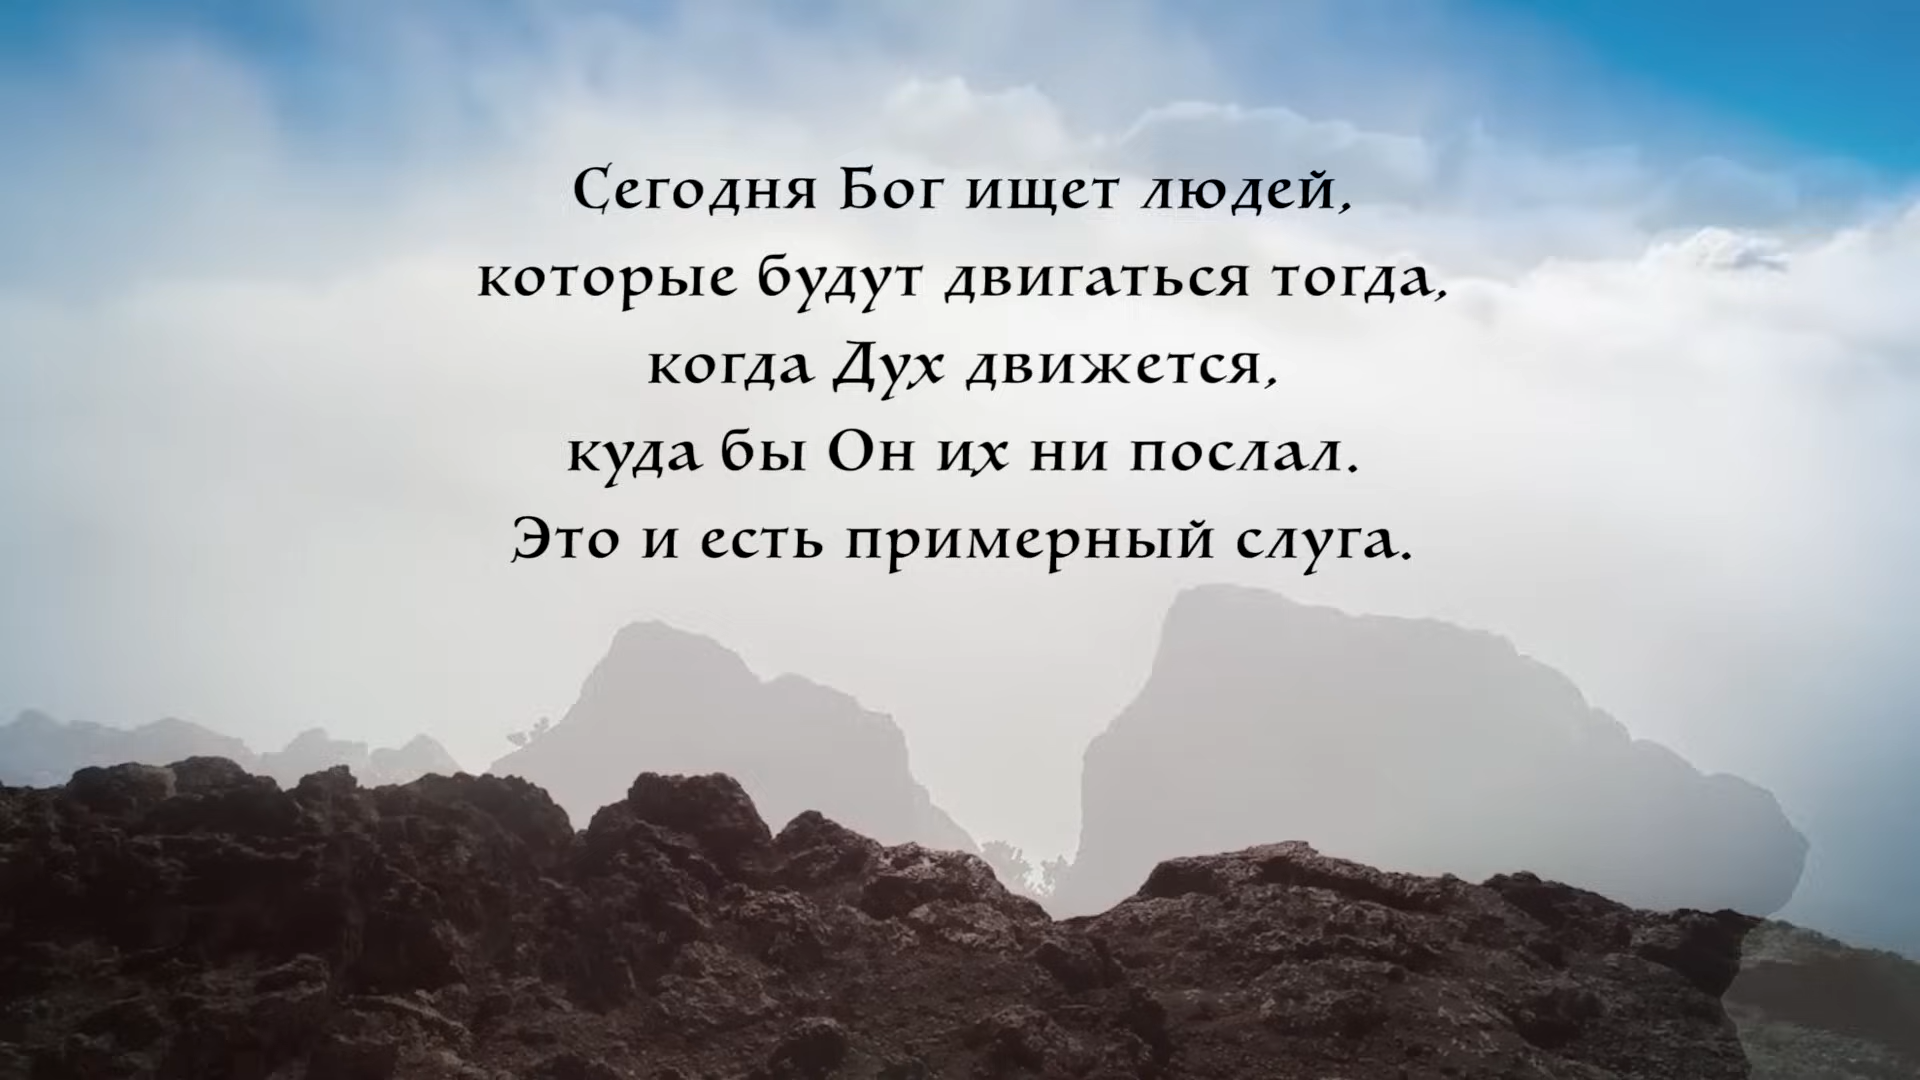 Сегодня Бог ищет людей,
которые будут двигаться тогда,
когда Дух движется,
куда бы Он их ни послал.
Это и есть примерный слуга.